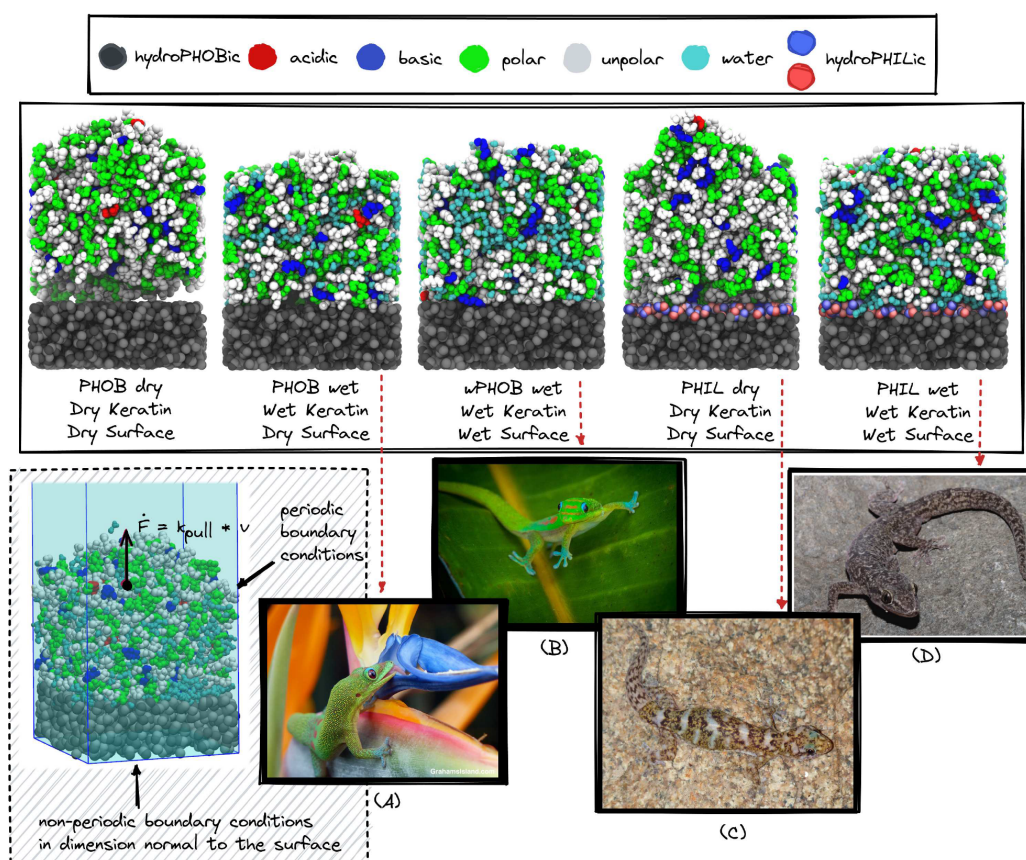 hydroPHOBic acidic basic polar unpolar water hydroPHILic
PHOB dry
Dry Keratin
Dry Surface
PHOB wet
Wet Keratin
Dry Surface
wPHOB wet
Wet Keratin
Wet Surface
PHIL dry
Dry Keratin
Dry Surface
PHIL wet
Wet Keratin
Wet Surface
Ḟ = kpull * v
periodic
boundary
conditions
non-periodic boundary conditions
in dimension normal to the surface
GrahamsIsland.com
(A)
(B)
(C)
(D)